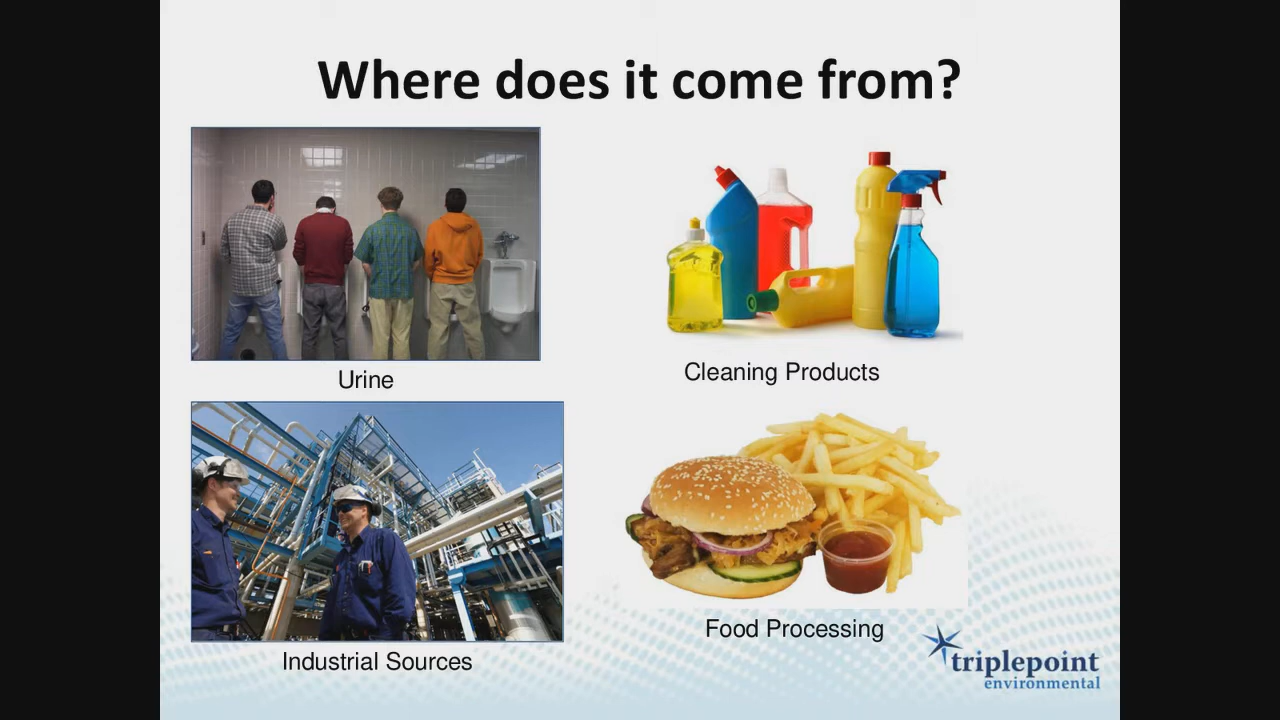 Where does it come from?
Urine
Cleaning Products
Industrial Sources
Food Processing
triplepoint
environmental